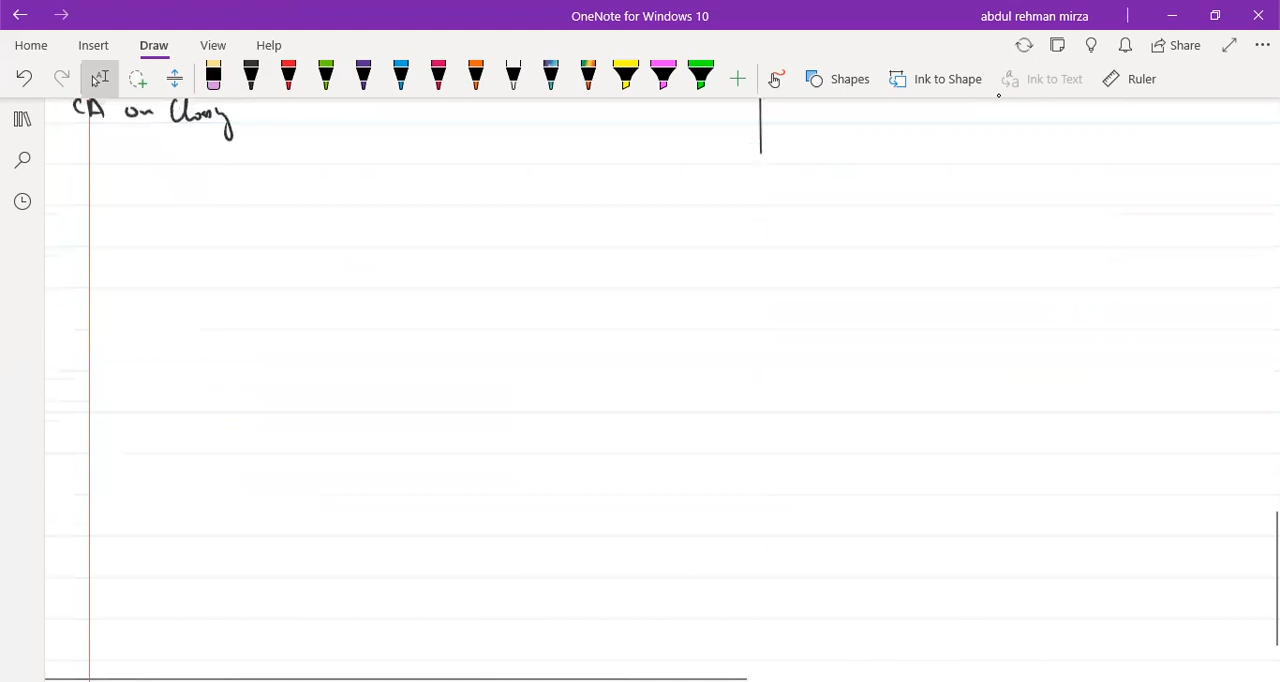 OneNote for Windows 10
abdul rehman mirza
Home Insert Draw View Help
Share
Shapes
Ink to Shape
Ink to Text
Ruler
CA on